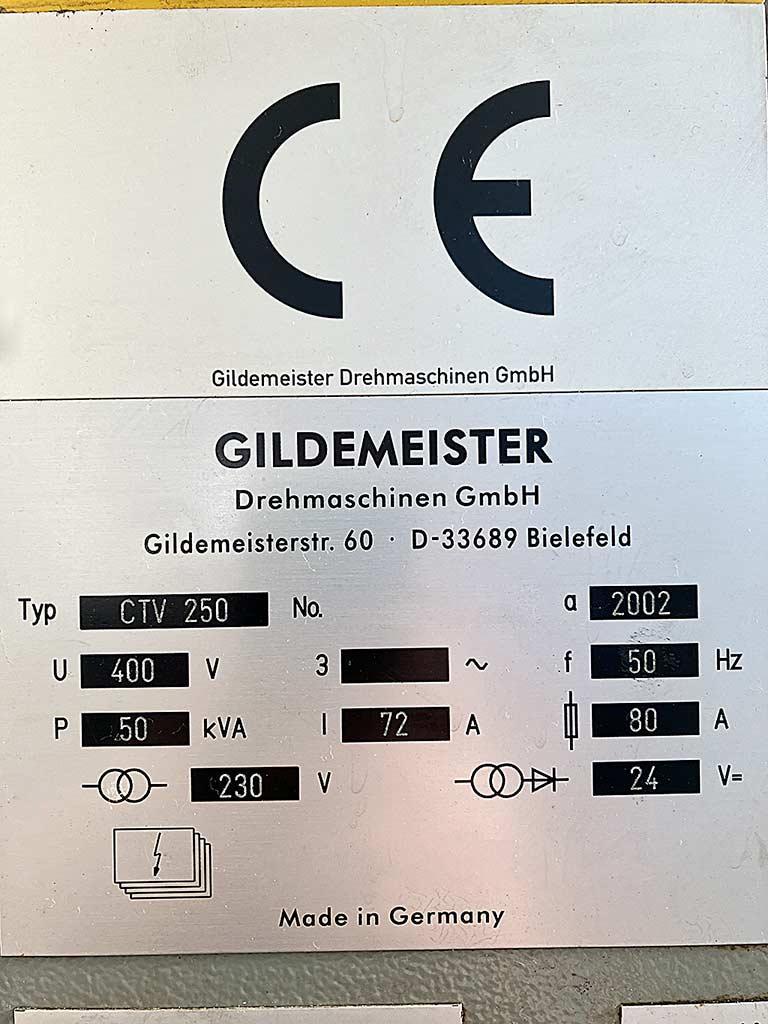 CE
Gildemeister Drehmaschinen GmbH
GILDEMEISTER
Drehmaschinen GmbH
Gildemeisterstr. 60 · D-33689 Bielefeld
Typ CTV 250 No. a 2002
U 400 V 3 ~ f 50 Hz
P 50 kVA I 72 A 80 A
230 V 24 V=
Made in Germany